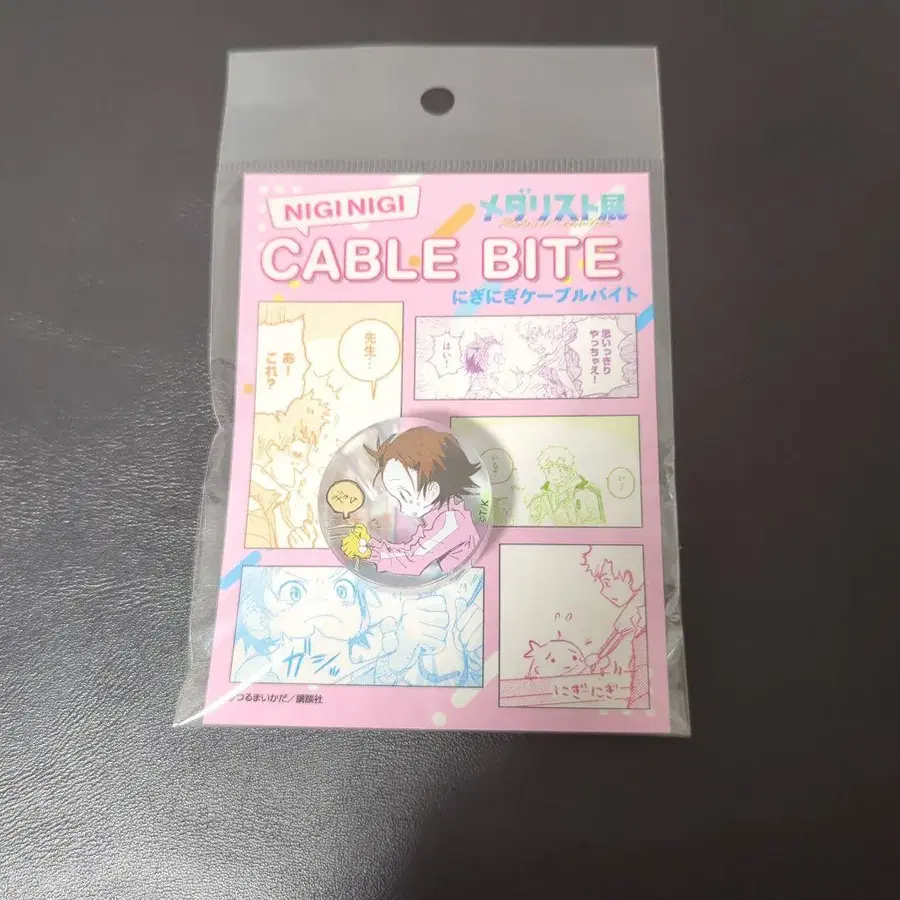 NIGI NIGI
メダリスト展
CABLE BITE
にぎにぎケーブルバイト
先生…
あ!
これ?
思いっきり
やっちゃえ!
はい!
©T/K
ガシ
にぎにぎ
つるまいかだ/講談社